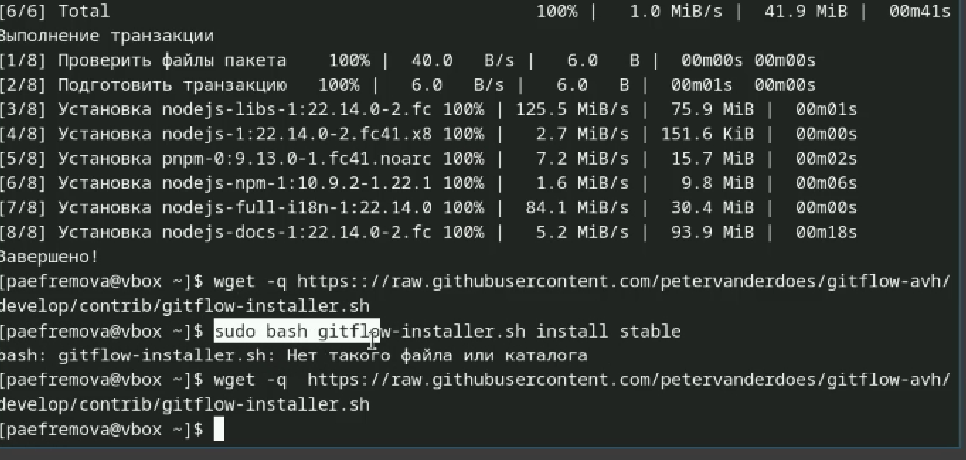 [6/6] Total 100% | 1.0 MiB/s | 41.9 MiB | 00m41s
Выполнение транзакции
[1/8] Проверить файлы пакета 100% | 40.0 B/s | 6.0 B | 00m00s 00m00s
[2/8] Подготовить транзакцию 100% | 6.0 B/s | 6.0 B | 00m01s 00m00s
[3/8] Установка nodejs-libs-1:22.14.0-2.fc 100% | 125.5 MiB/s | 75.9 MiB | 00m01s
[4/8] Установка nodejs-1:22.14.0-2.fc41.x8 100% | 2.7 MiB/s | 151.6 KiB | 00m00s
[5/8] Установка pnpm-0:9.13.0-1.fc41.noarc 100% | 7.2 MiB/s | 15.7 MiB | 00m02s
[6/8] Установка nodejs-npm-1:10.9.2-1.22.1 100% | 1.6 MiB/s | 9.8 MiB | 00m06s
[7/8] Установка nodejs-full-i18n-1:22.14.0 100% | 84.1 MiB/s | 30.4 MiB | 00m00s
[8/8] Установка nodejs-docs-1:22.14.0-2.fc 100% | 5.2 MiB/s | 93.9 MiB | 00m18s
Завершено!
[paefremova@vbox ~]$ wget -q https:://raw.githubusercontent.com/petervanderdoes/gitflow-avh/
develop/contrib/gitflow-installer.sh
[paefremova@vbox ~]$ sudo bash gitflow-installer.sh install stable
bash: gitflow-installer.sh: Нет такого файла или каталога
[paefremova@vbox ~]$ wget -q  https://raw.githubusercontent.com/petervanderdoes/gitflow-avh/
develop/contrib/gitflow-installer.sh
[paefremova@vbox ~]$